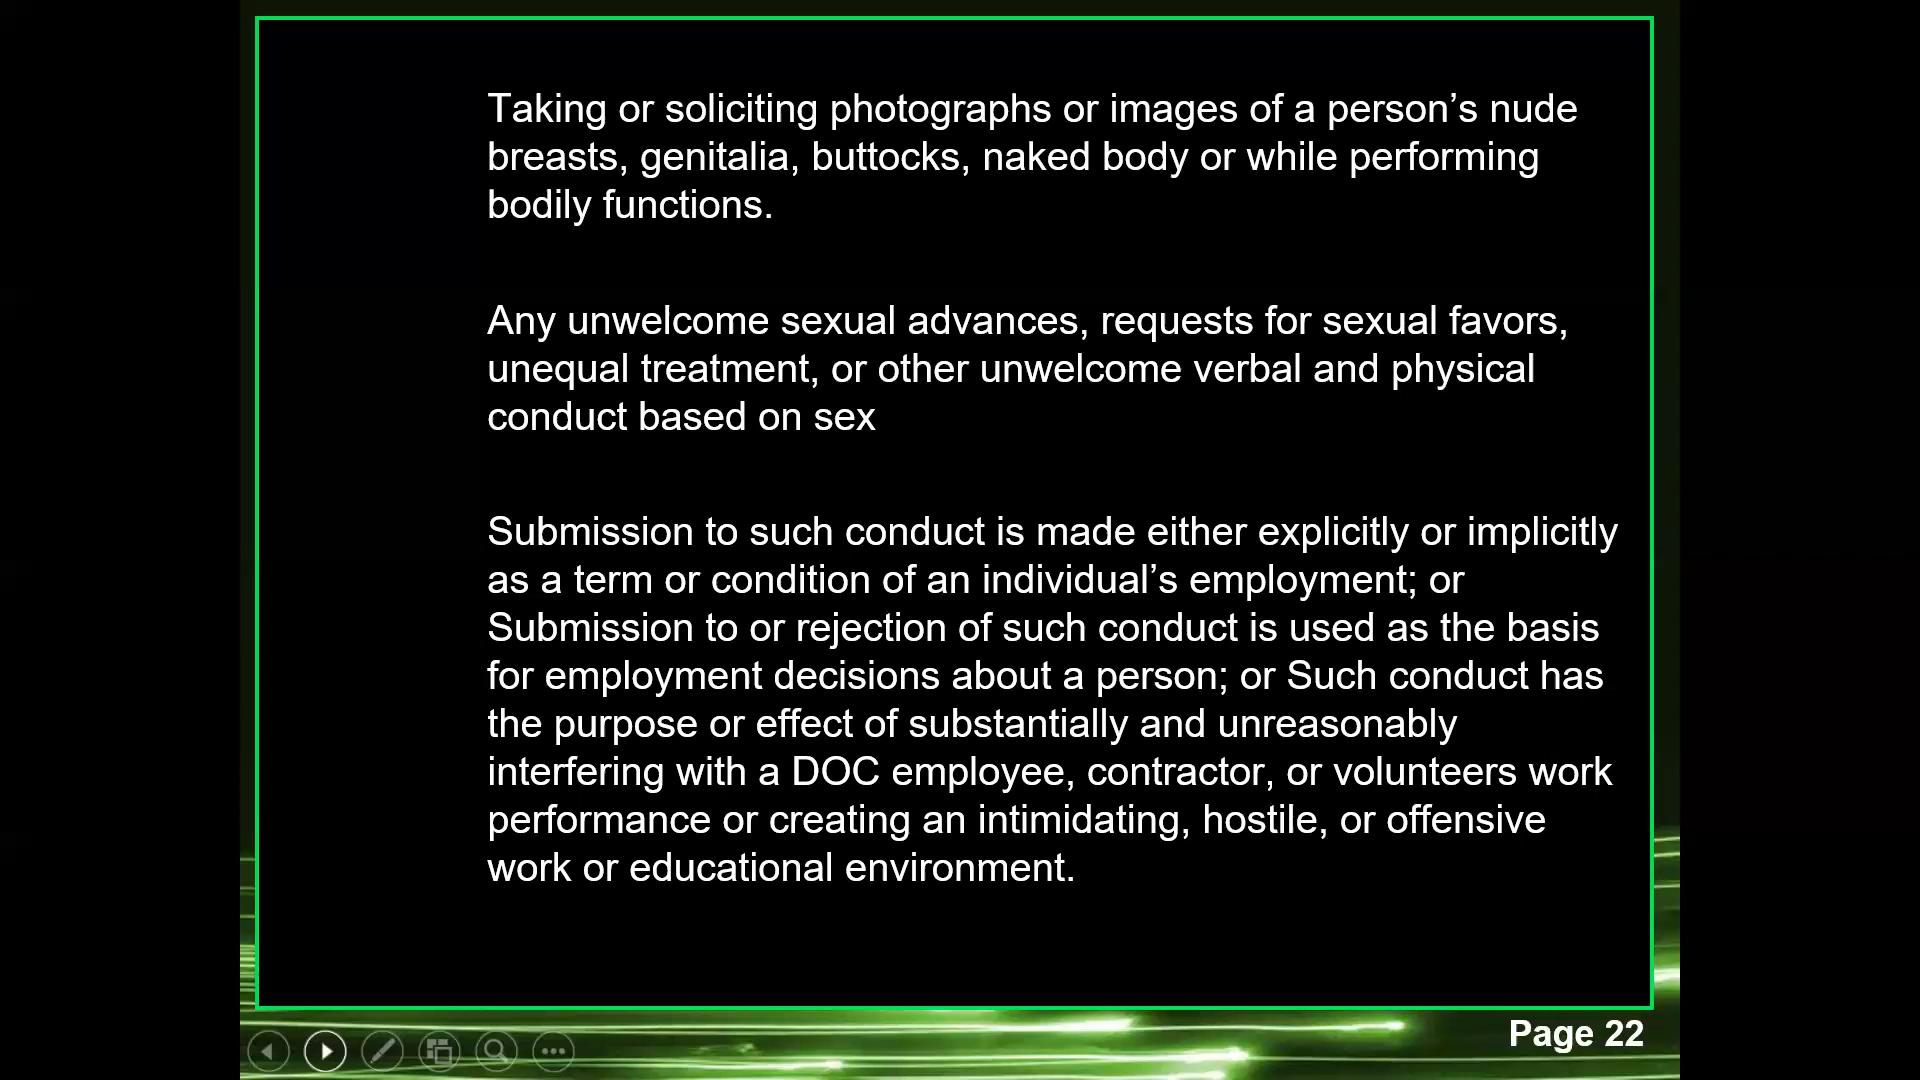 Taking or soliciting photographs or images of a person’s nude
breasts, genitalia, buttocks, naked body or while performing
bodily functions.
Any unwelcome sexual advances, requests for sexual favors,
unequal treatment, or other unwelcome verbal and physical
conduct based on sex
Submission to such conduct is made either explicitly or implicitly
as a term or condition of an individual’s employment; or
Submission to or rejection of such conduct is used as the basis
for employment decisions about a person; or Such conduct has
the purpose or effect of substantially and unreasonably
interfering with a DOC employee, contractor, or volunteers work
performance or creating an intimidating, hostile, or offensive
work or educational environment.
Page 22